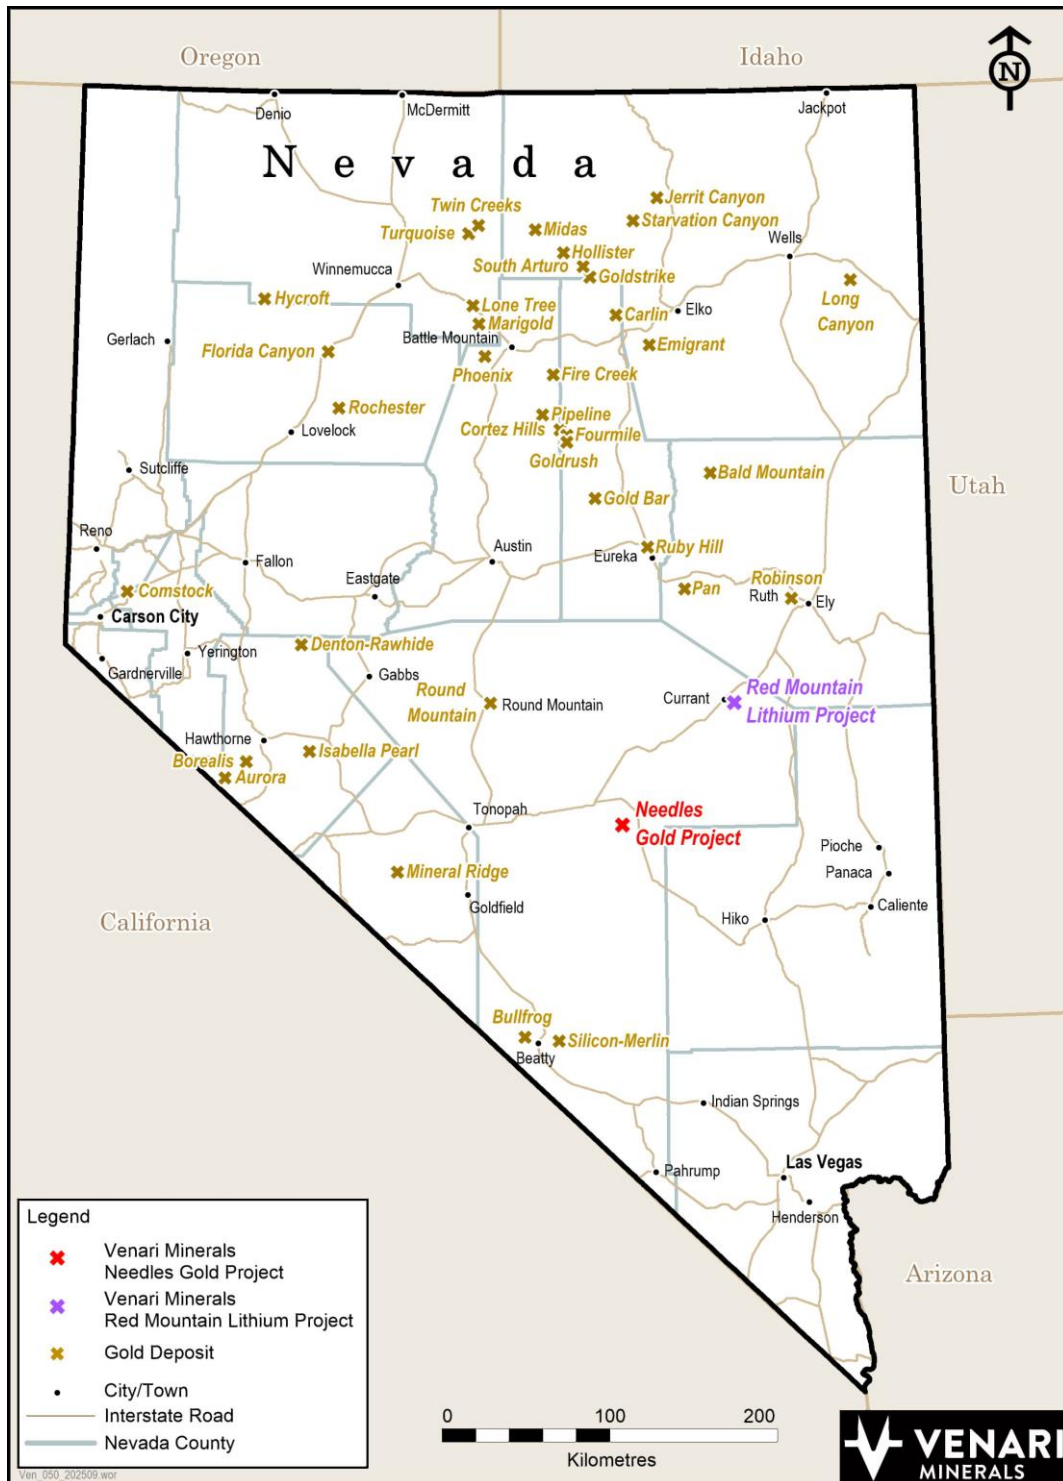 Oregon
Idaho
N
Denio
McDermitt
Jackpot
Nevada
Jerrit Canyon
Twin Creeks
Starvation Canyon
Turquoise
Midas
Wells
Hollister
South Arturo
Winnemucca
Goldstrike
Hycroft
Lone Tree
Long
Canyon
Carlin
Elko
Marigold
Gerlach
Battle Mountain
Florida Canyon
Emigrant
Phoenix
Fire Creek
Rochester
Pipeline
Lovelock
Cortez Hills
Fourmile
Goldrush
Sutcliffe
Bald Mountain
Utah
Gold Bar
Reno
Austin
Ruby Hill
Eureka
Fallon
Eastgate
Robinson
Comstock
Pan
Ruth
Ely
Carson City
Denton-Rawhide
Yerington
Gardnerville
Gabbs
Round
Mountain
Round Mountain
Currant
Red Mountain
Lithium Project
Hawthorne
Isabella Pearl
Borealis
Aurora
Tonopah
Needles
Gold Project
Pioche
Mineral Ridge
Panaca
Goldfield
Caliente
California
Hiko
Bullfrog
Silicon-Merlin
Beatty
Indian Springs
Las Vegas
Pahrump
Henderson
Arizona
Legend
Venari Minerals
Needles Gold Project
Venari Minerals
Red Mountain Lithium Project
Gold Deposit
City/Town
Interstate Road
Nevada County
0 100 200
Kilometres
VENARI
MINERALS
Ven_050_202509.wor